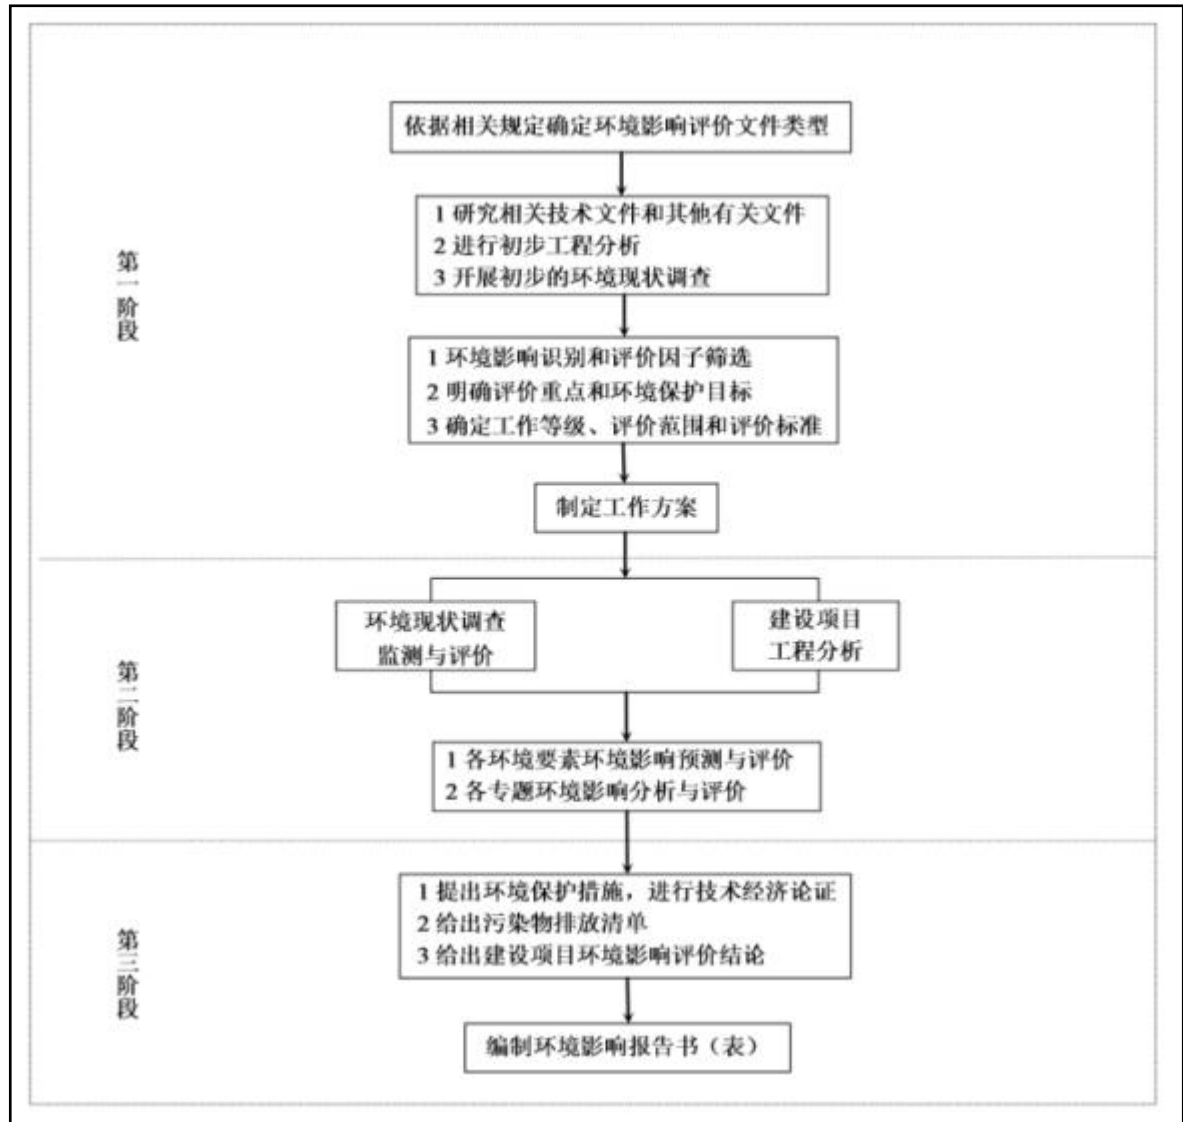 依据相关规定确定环境影响评价文件类型
1 研究相关技术文件和其他有关文件
2 进行初步工程分析
3 开展初步的环境现状调查
第一阶段
1 环境影响识别和评价因子筛选
2 明确评价重点和环境保护目标
3 确定工作等级、评价范围和评价标准
制定工作方案
环境现状调查
监测与评价
建设项目
工程分析
第二阶段
1 各环境要素环境影响预测与评价
2 各专题环境影响分析与评价
1 提出环境保护措施，进行技术经济论证
2 给出污染物排放清单
3 给出建设项目环境影响评价结论
第三阶段
编制环境影响报告书（表）